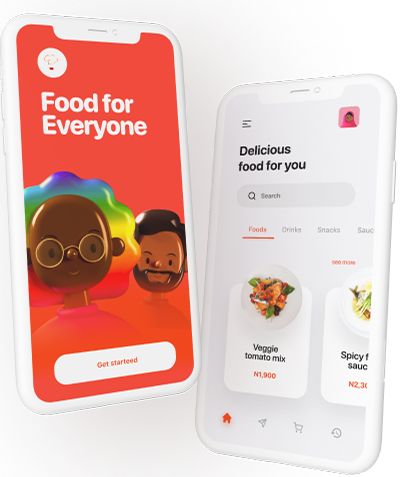 Food for
Everyone
Get starteed
Delicious
food for you
Search
Foods Drinks Snacks Sauc
see more
Veggie
tomato mix
N1,900
Spicy f
sauc
N2,30